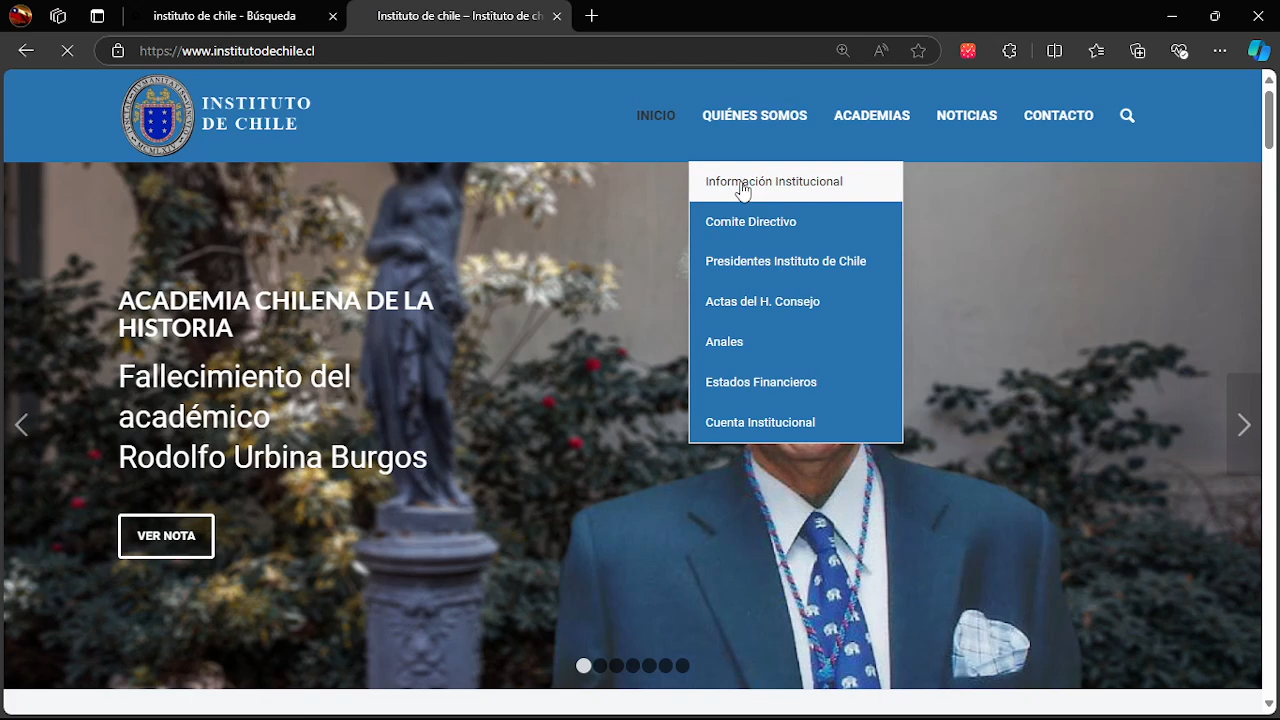 instituto de chile - Búsqueda
Instituto de chile – Instituto de ch
https://www.institutodechile.cl
INSTITUTO
DE CHILE
INICIO
QUIÉNES SOMOS
ACADEMIAS
NOTICIAS
CONTACTO
Información Institucional
Comite Directivo
Presidentes Instituto de Chile
Actas del H. Consejo
Anales
Estados Financieros
Cuenta Institucional
ACADEMIA CHILENA DE LA
HISTORIA
Fallecimiento del
académico
Rodolfo Urbina Burgos
VER NOTA